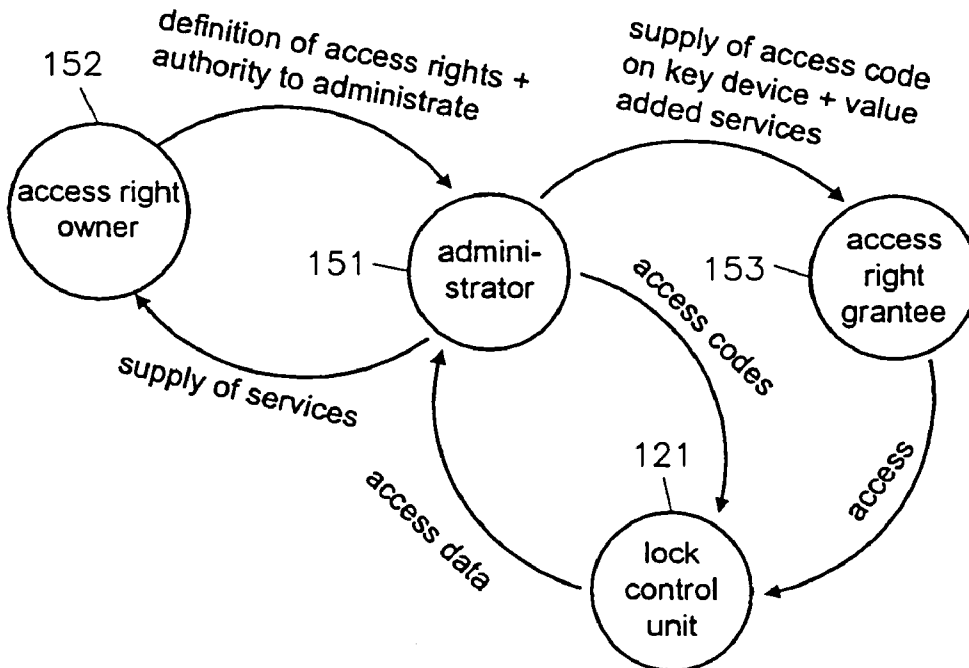 152
definition of access rights +
authority to administrate
supply of access code
on key device + value
added services
access right
owner
151
admini-
strator
153
access
right
grantee
access codes
supply of services
121
access data
access
lock
control
unit